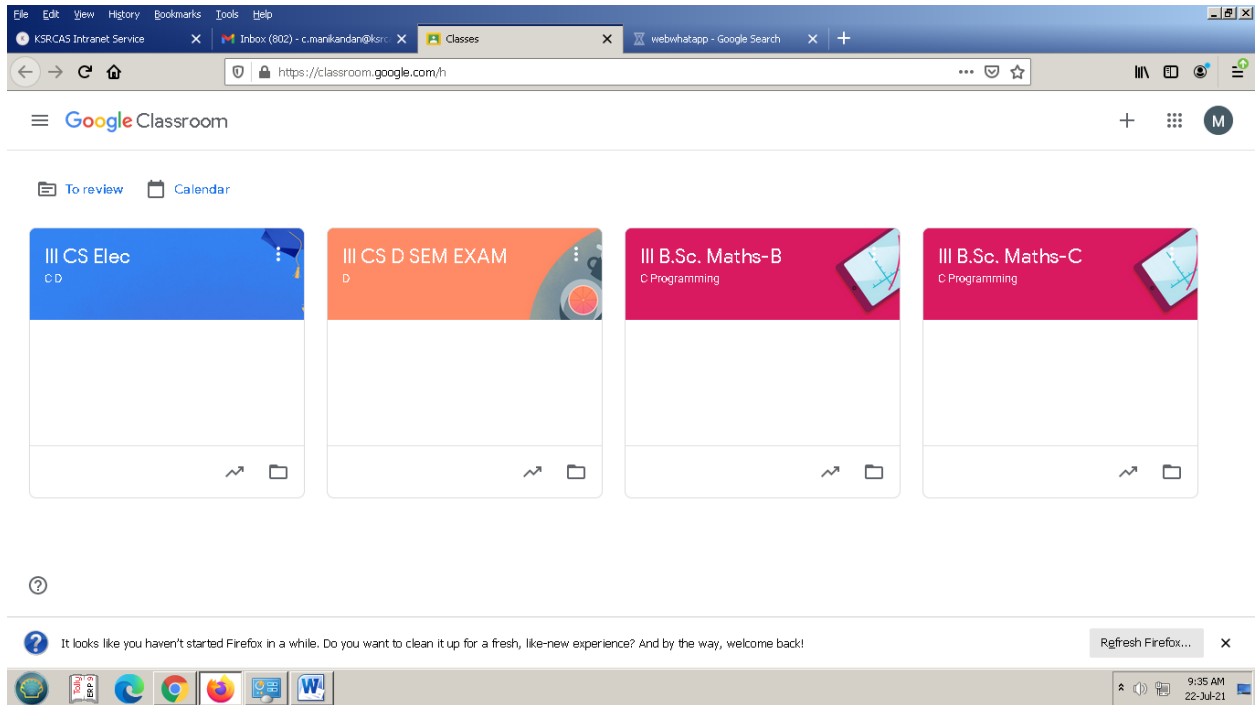 File Edit View History Bookmarks Tools Help
KSRCAS Intranet Service
Inbox (802) - c.manikandan@ksrc
Classes
webwhatapp - Google Search
https://classroom.google.com/h
Google Classroom
M
To review
Calendar
III CS Elec
C D
III CS D SEM EXAM
D
III B.Sc. Maths-B
C Programming
III B.Sc. Maths-C
C Programming
It looks like you haven't started Firefox in a while. Do you want to clean it up for a fresh, like-new experience? And by the way, welcome back!
Refresh Firefox...
Tally
ERP 9
W
9:35 AM
22-Jul-21